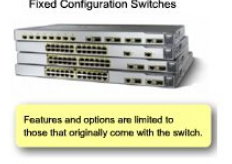 Fixed Configuration Switches
Features and options are limited to
those that originally come with the switch.